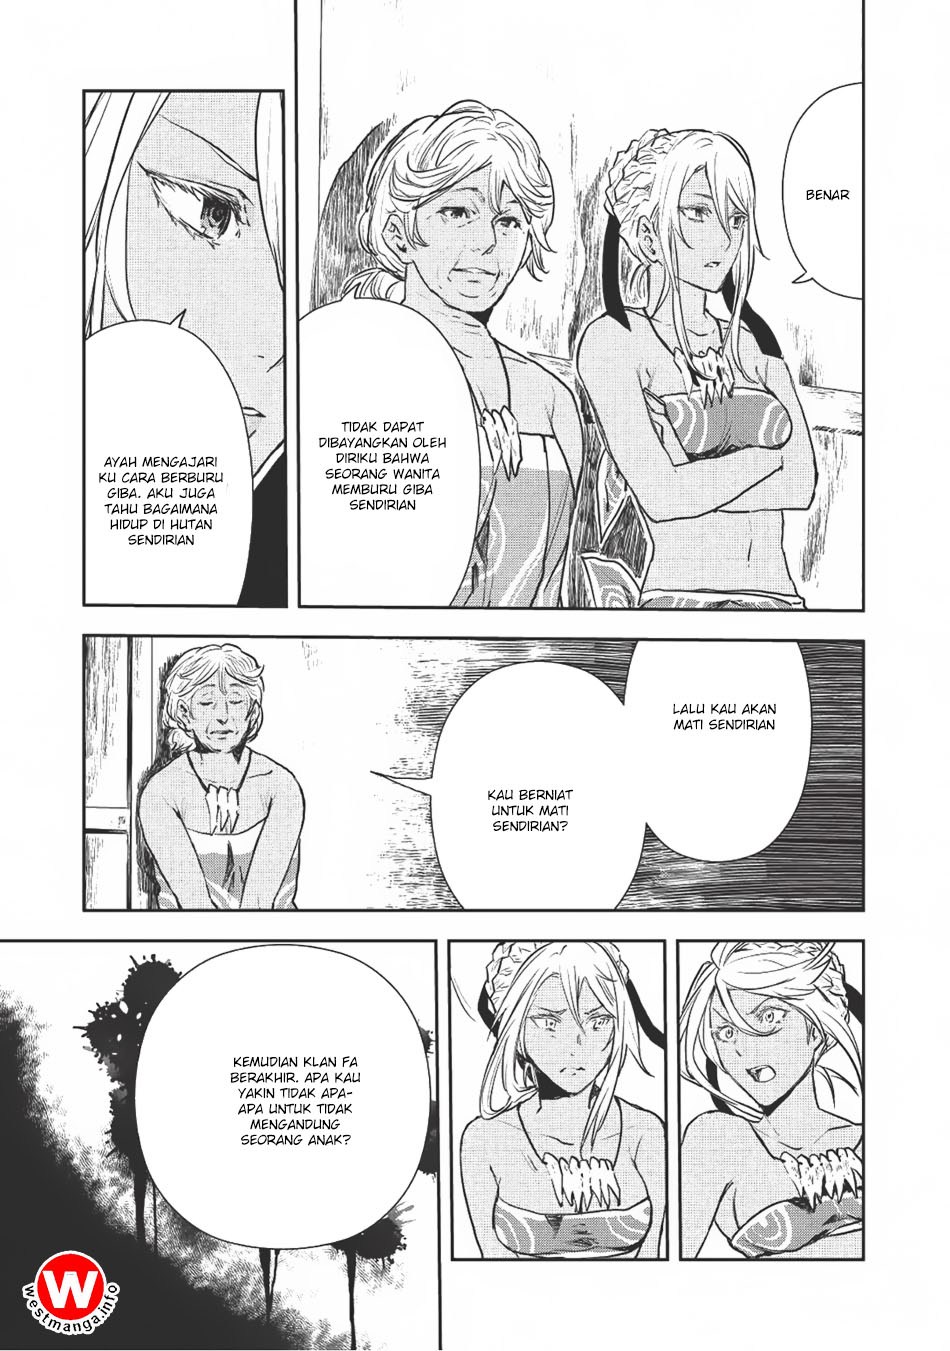 BENAR
TIDAK DAPAT
DIBAYANGKAN OLEH
DIRIKU BAHWA
SEORANG WANITA
MEMBURU GIBA
SENDIRIAN
AYAH MENGAJARI
KU CARA BERBURU
GIBA. AKU JUGA
TAHU BAGAIMANA
HIDUP DI HUTAN
SENDIRIAN
LALU KAU AKAN
MATI SENDIRIAN
KAU BERNIAT
UNTUK MATI
SENDIRIAN?
KEMUDIAN KLAN FA
BERAKHIR. APA KAU
YAKIN TIDAK APA-
APA UNTUK TIDAK
MENGANDUNG
SEORANG ANAK?
W
westmanga.info